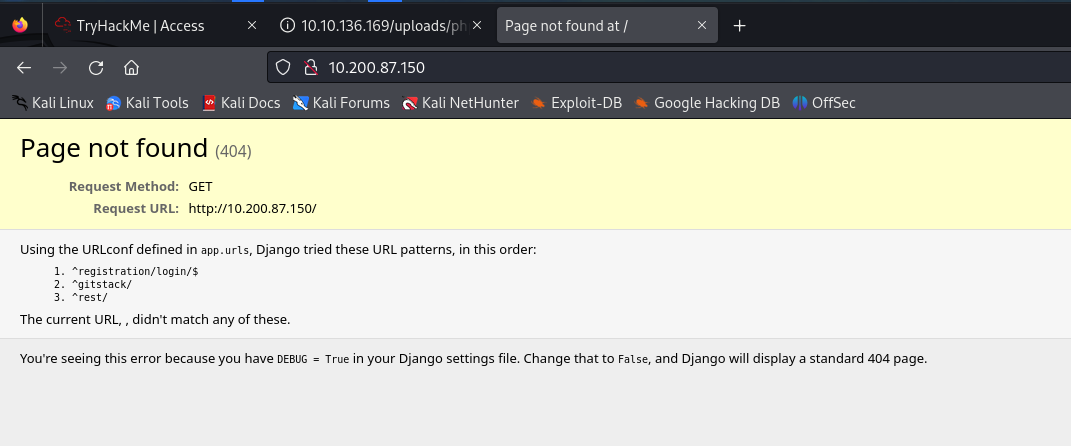 TryHackMe | Access
10.10.136.169/uploads/ph
Page not found at /
10.200.87.150
Kali Linux Kali Tools Kali Docs Kali Forums Kali NetHunter Exploit-DB Google Hacking DB OffSec
Page not found (404)
Request Method: GET
Request URL: http://10.200.87.150/
Using the URLconf defined in app.urls, Django tried these URL patterns, in this order:
1. ^registration/login/$
2. ^gitstack/
3. ^rest/
The current URL, , didn't match any of these.
You're seeing this error because you have DEBUG = True in your Django settings file. Change that to False, and Django will display a standard 404 page.